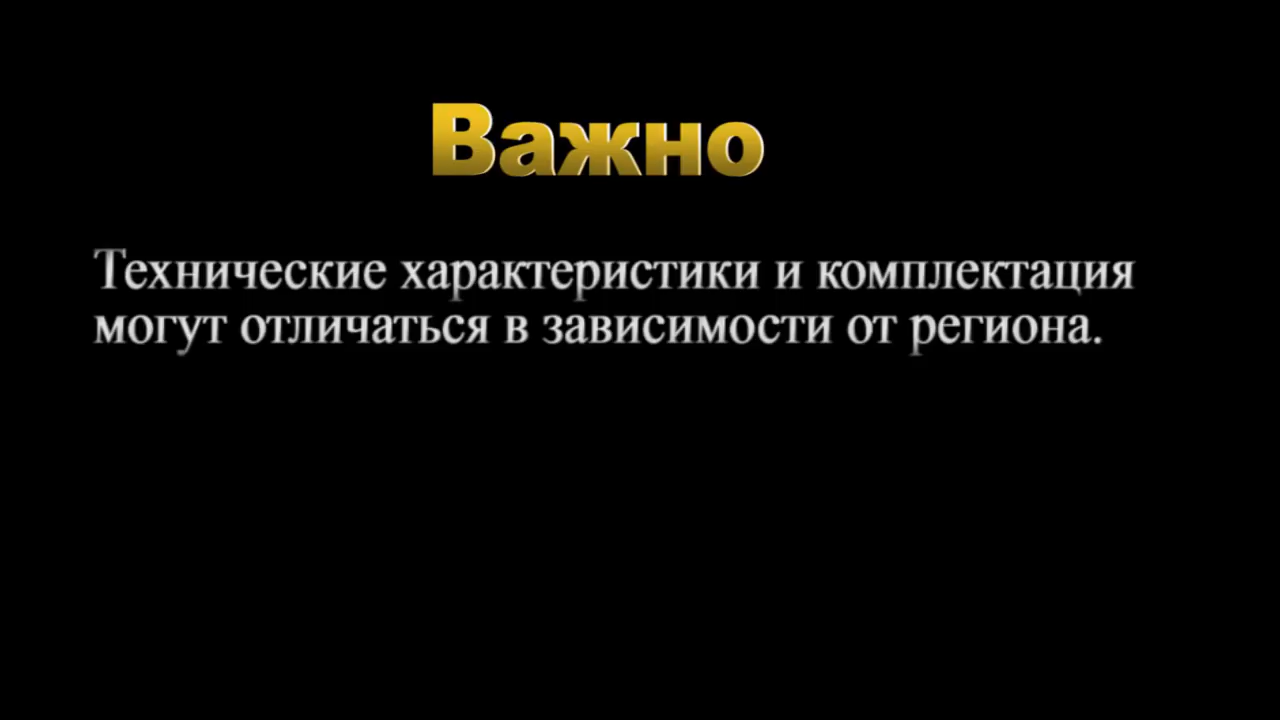 Важно
Технические характеристики и комплектация
могут отличаться в зависимости от региона.